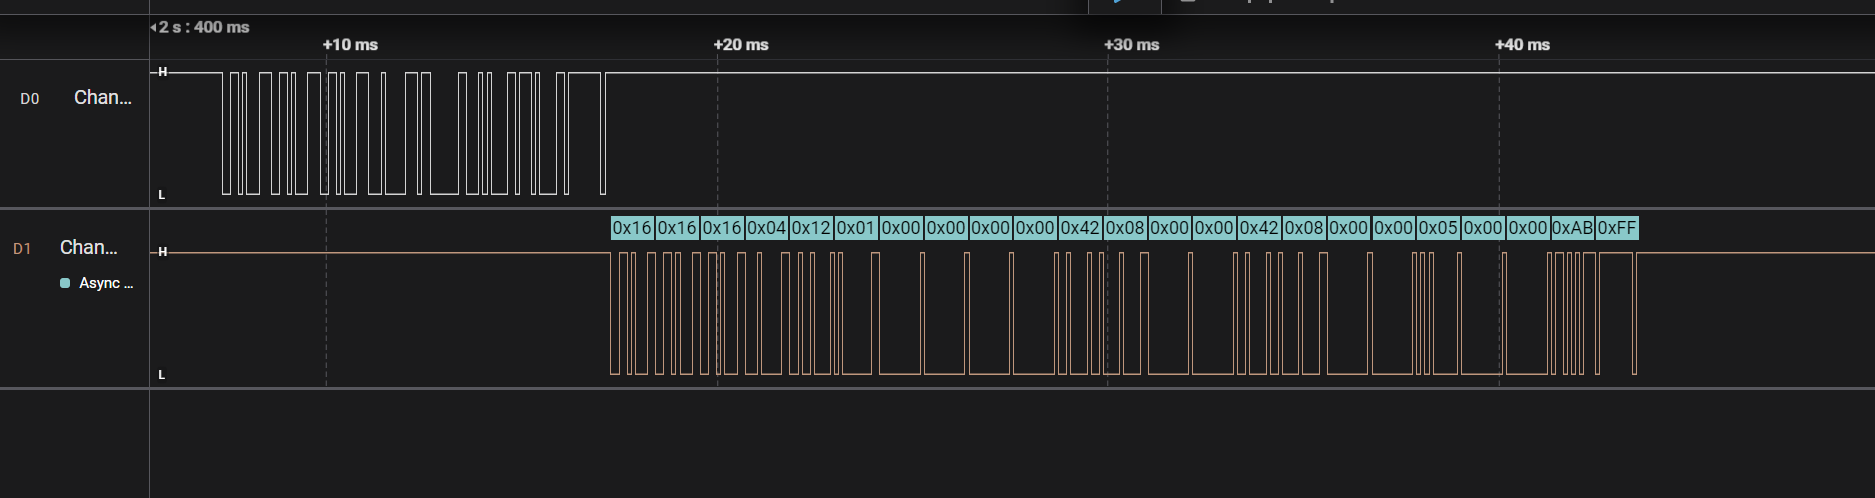 2 s : 400 ms
+10 ms +20 ms +30 ms +40 ms
D0 Chan...
H
L
0x16 0x16 0x16 0x04 0x12 0x01 0x00 0x00 0x00 0x00 0x42 0x08 0x00 0x00 0x42 0x08 0x00 0x00 0x05 0x00 0x00 0xAB 0xFF
D1 Chan...
H
Async ...
L